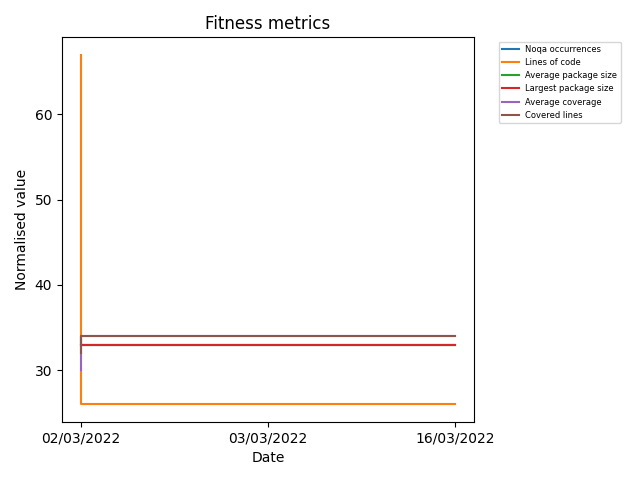 Fitness metrics
Noqa occurrences
Lines of code
Average package size
Largest package size
Average coverage
Covered lines
Normalised value
60
50
40
30
02/03/2022
03/03/2022
16/03/2022
Date